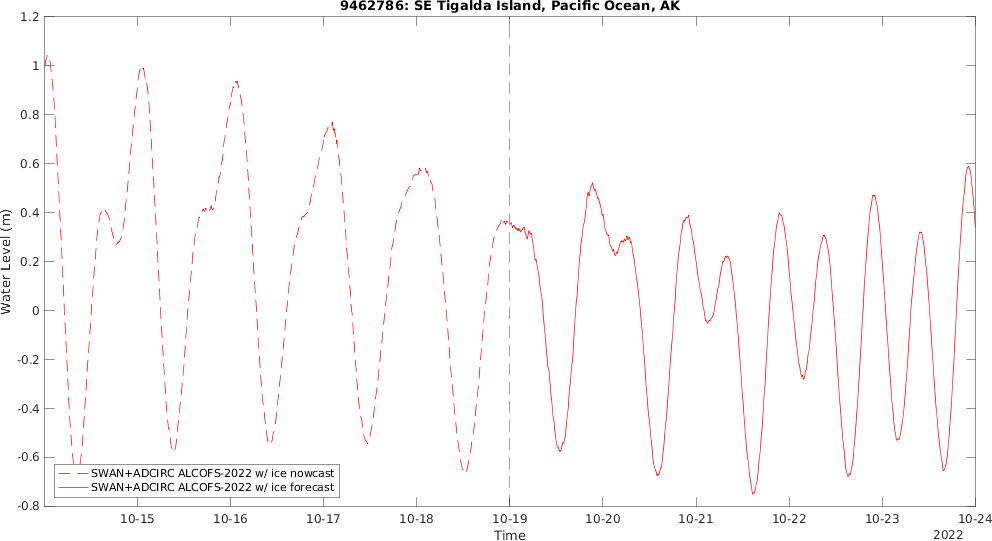 9462786: SE Tigalda Island, Pacific Ocean, AK
1.2
1
0.8
0.6
0.4
0.2
0
-0.2
-0.4
-0.6
-0.8
Water Level (m)
SWAN+ADCIRC ALCOFS-2022 w/ ice nowcast
SWAN+ADCIRC ALCOFS-2022 w/ ice forecast
10-15 10-16 10-17 10-18 10-19 10-20 10-21 10-22 10-23 10-24
Time
2022